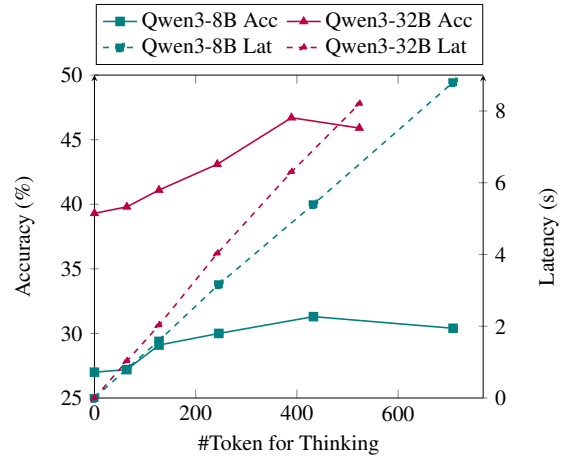 Qwen3-8B Acc Qwen3-32B Acc
Qwen3-8B Lat Qwen3-32B Lat
50
45
40
35
30
25
Accuracy (%)
8
6
4
2
0
Latency (s)
0 200 400 600
#Token for Thinking